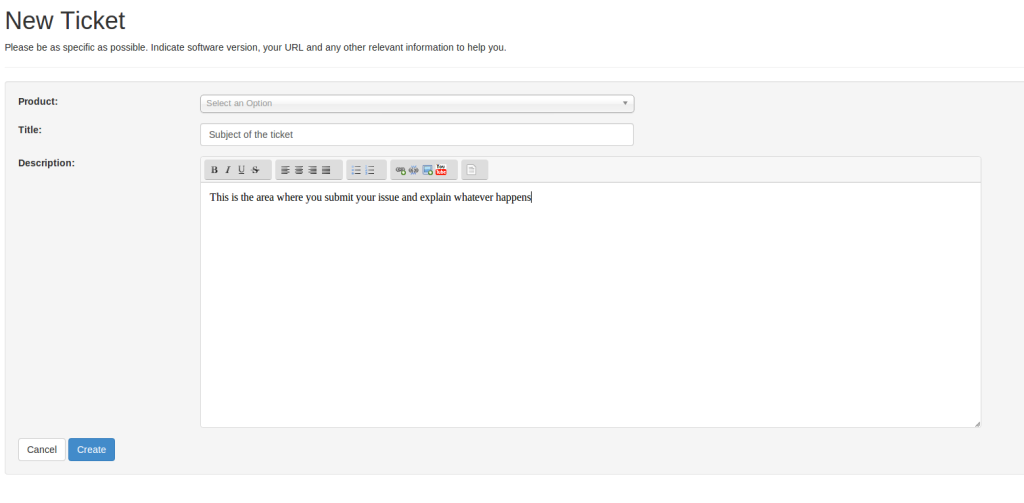 New Ticket
Please be as specific as possible. Indicate software version, your URL and any other relevant information to help you.
Product:
Select an Option
Title:
Subject of the ticket
Description:
B I U S
You Tube
This is the area where you submit your issue and explain whatever happens
Cancel Create